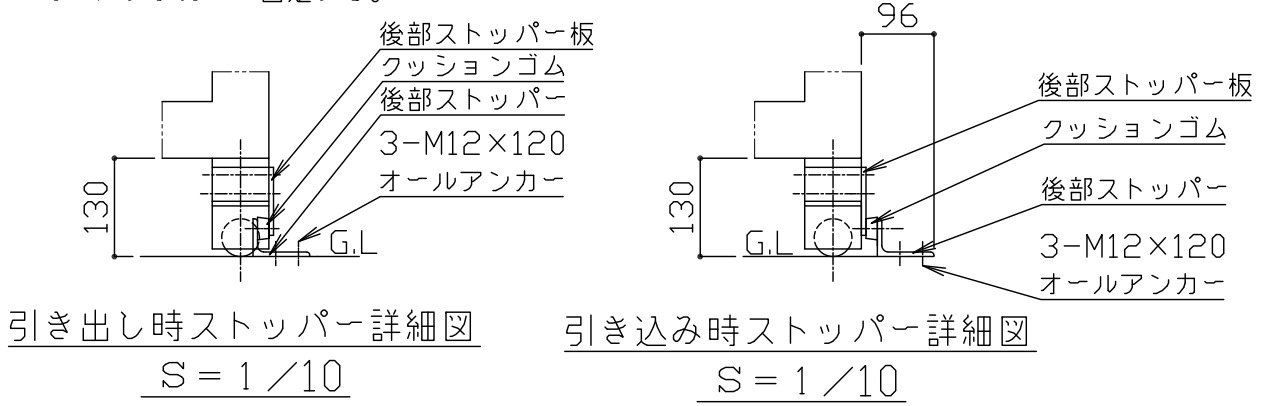 後部ストッパー板
クッションゴム
後部ストッパー
3-M12×120
オールアンカー
130
G.L
引き出し時ストッパー詳細図
S=1/10
96
後部ストッパー板
クッションゴム
後部ストッパー
3-M12×120
オールアンカー
130
G.L
引き込み時ストッパー詳細図
S=1/10